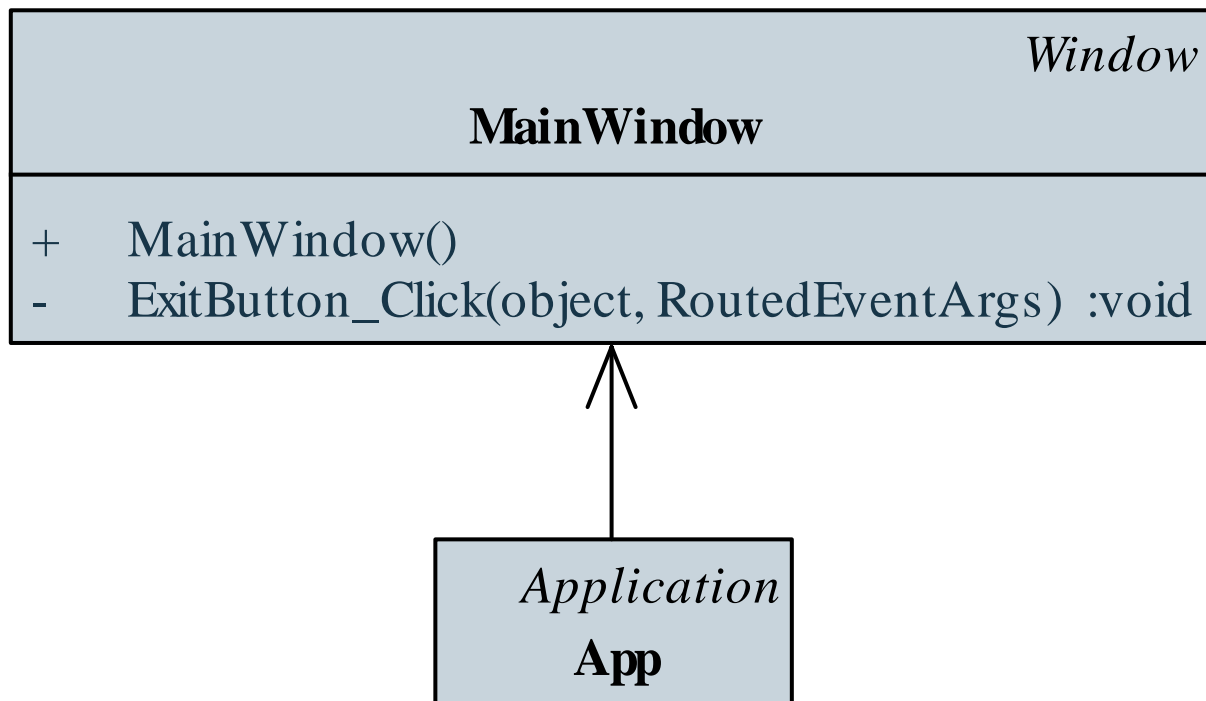 Window
MainWindow
+ MainWindow()
- ExitButton_Click(object, RoutedEventArgs) :void
Application
App